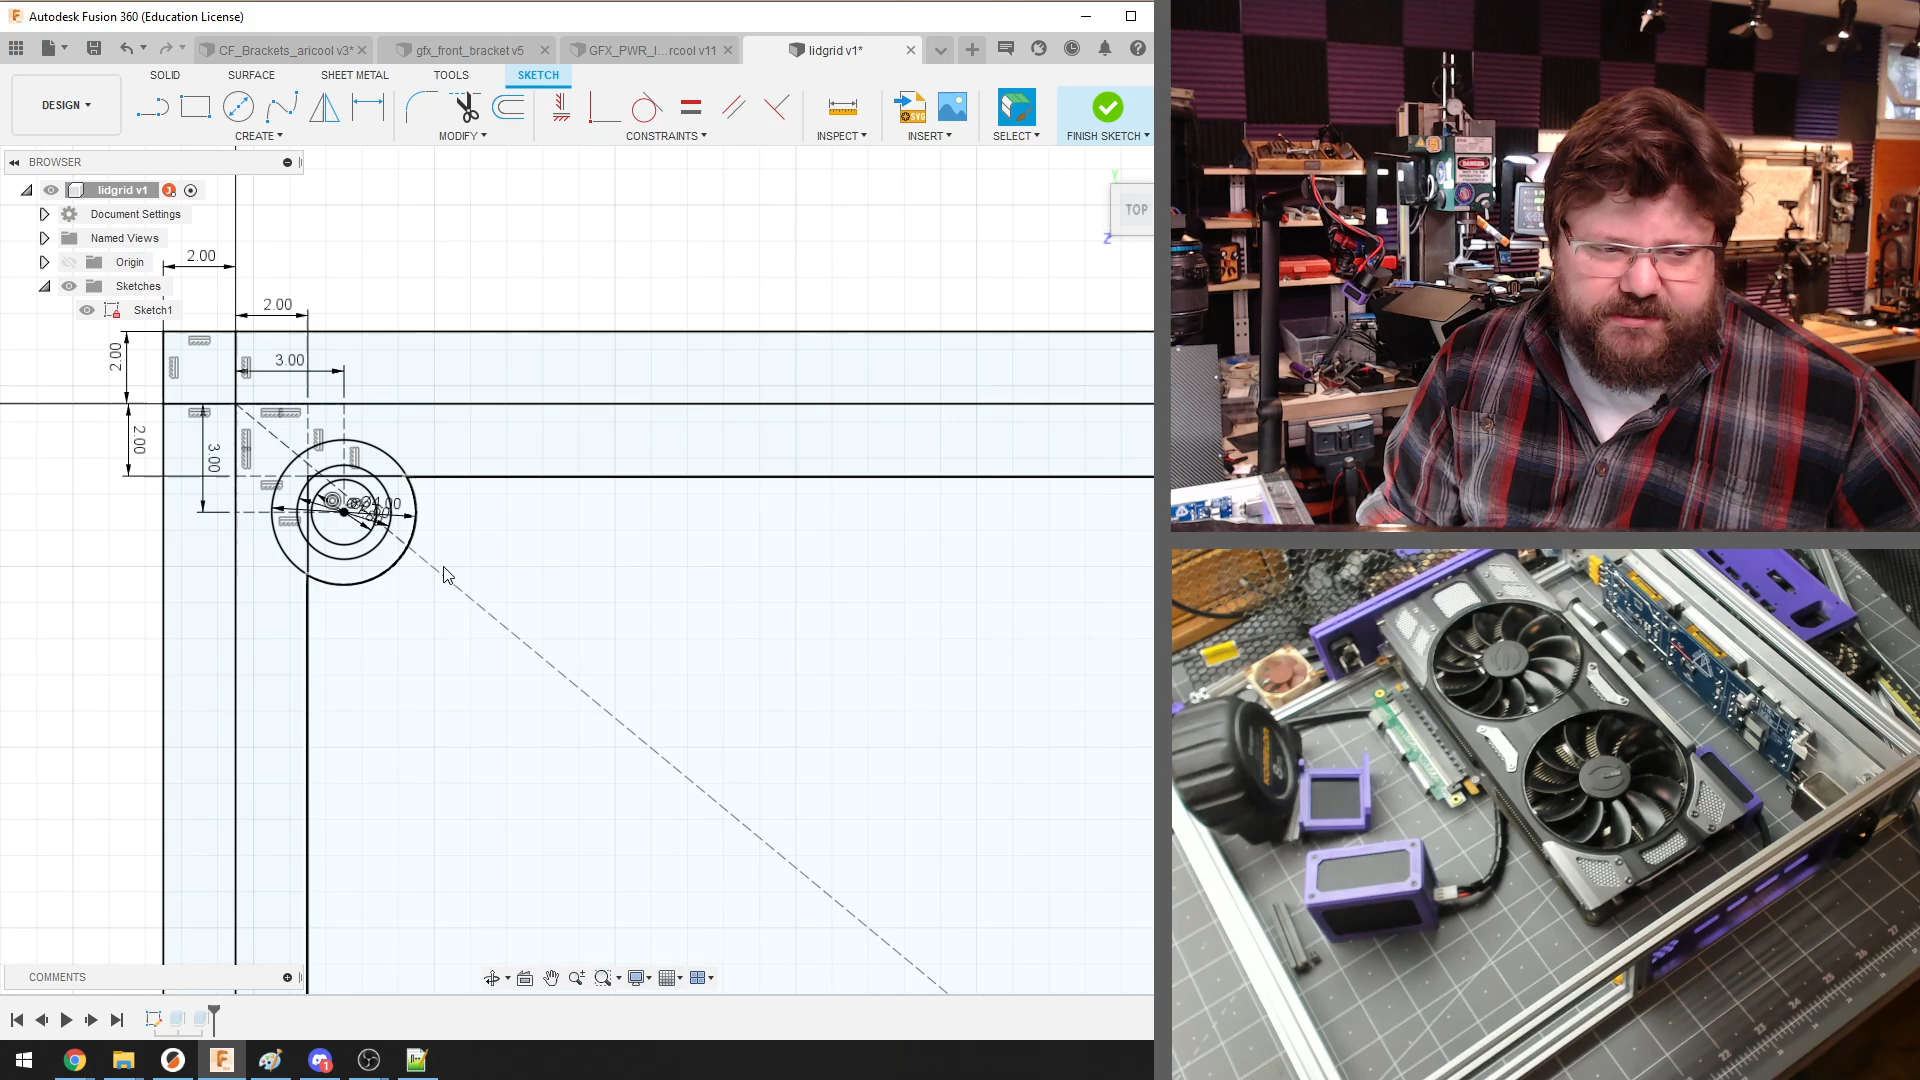 Autodesk Fusion 360 (Education License)
CF_Brackets_aricool v3*
gfx_front_bracket v5
GFX_PWR_I...rcool v11
lidgrid v1*
SOLID
SURFACE
SHEET METAL
TOOLS
SKETCH
DESIGN
CREATE
MODIFY
CONSTRAINTS
INSPECT
INSERT
SELECT
FINISH SKETCH
BROWSER
lidgrid v1
Document Settings
Named Views
Origin
Sketches
Sketch1
TOP
Y
Z
2.00
2.00
3.00
2.00
2.00
3.00
COMMENTS
DANGER